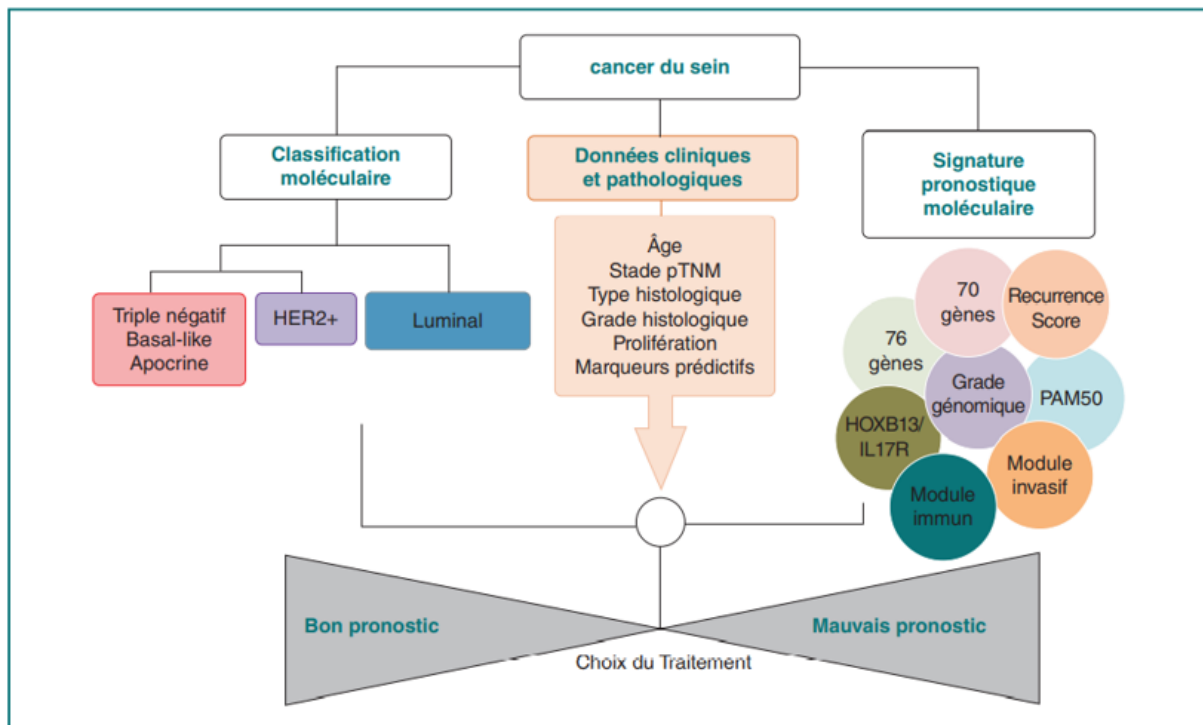 cancer du sein
Classification
moléculaire
Données cliniques
et pathologiques
Signature
pronostique
moléculaire
Triple négatif
Basal-like
Apocrine
HER2+
Luminal
Âge
Stade pTNM
Type histologique
Grade histologique
Prolifération
Marqueurs prédictifs
70
gènes
Recurrence
Score
76
gènes
Grade
génomique
PAM50
HOXB13/
IL17R
Module
invasif
Module
immun
Bon pronostic
Mauvais pronostic
Choix du Traitement